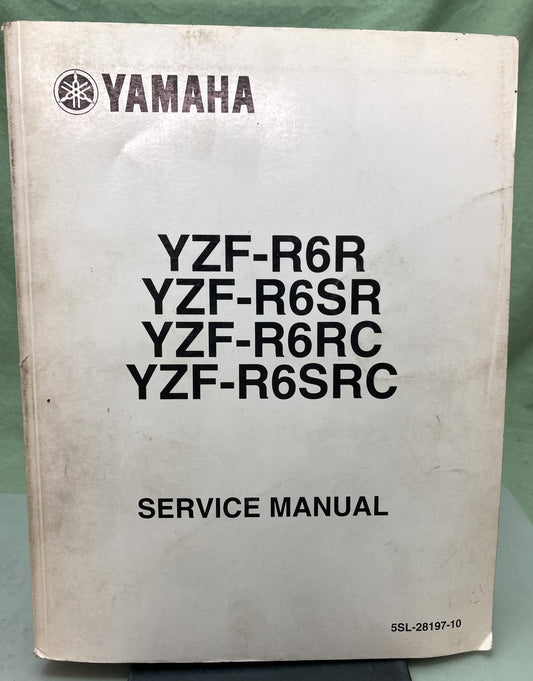 YAMAHA
YZF-R6R
YZF-R6SR
YZF-R6RC
YZF-R6SRC
SERVICE MANUAL
5SL-28197-10